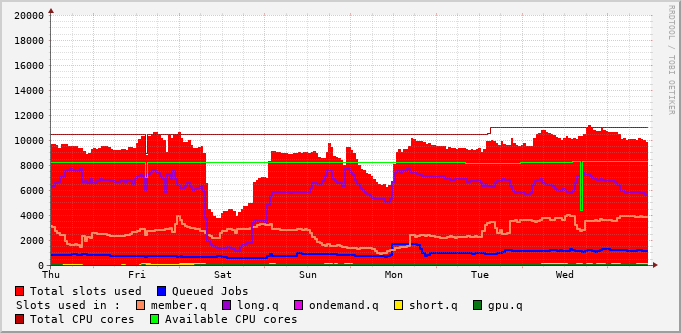 RRDTOOL / TOBI OETIKER
20000
18000
16000
14000
12000
10000
8000
6000
4000
2000
0
Thu Fri Sat Sun Mon Tue Wed
Total slots used Queued Jobs
Slots used in : member.q long.q ondemand.q short.q gpu.q
Total CPU cores Available CPU cores